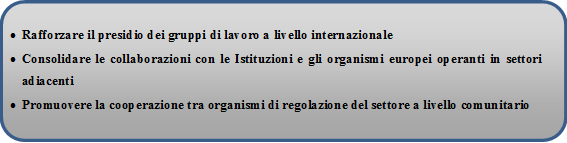 • Rafforzare il presidio dei gruppi di lavoro a livello internazionale
• Consolidare le collaborazioni con le Istituzioni e gli organismi europei operanti in settori
adiacenti
• Promuovere la cooperazione tra organismi di regolazione del settore a livello comunitario